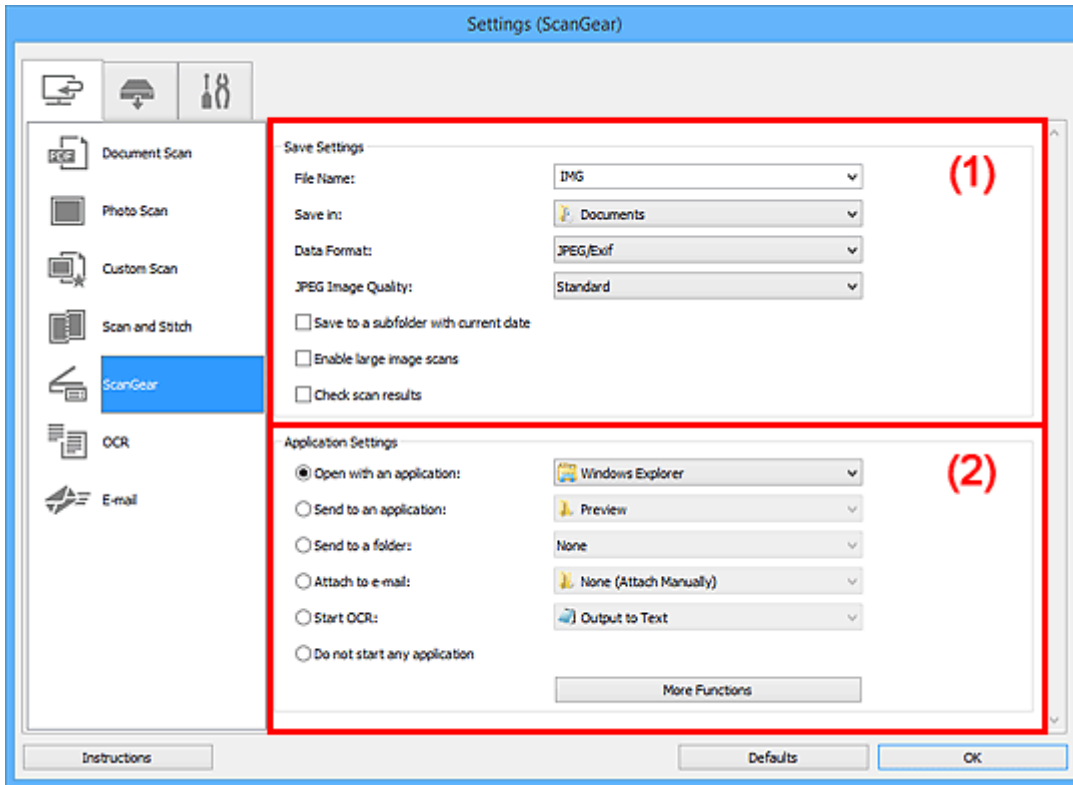 Settings (ScanGear)
Document Scan
Photo Scan
Custom Scan
Scan and Stitch
ScanGear
OCR
E-mail
Save Settings
(1)
File Name: IMG
Save in: Documents
Data Format: JPEG/Exif
JPEG Image Quality: Standard
Save to a subfolder with current date
Enable large image scans
Check scan results
Application Settings
(2)
Open with an application: Windows Explorer
Send to an application: Preview
Send to a folder: None
Attach to e-mail: None (Attach Manually)
Start OCR: Output to Text
Do not start any application
More Functions
Instructions Defaults OK